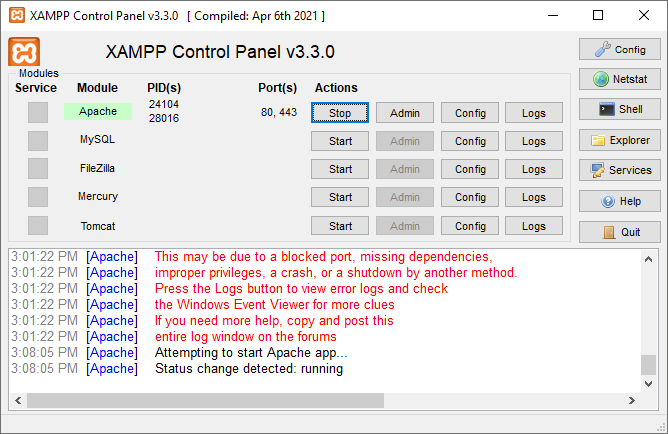 XAMPP Control Panel v3.3.0 [ Compiled: Apr 6th 2021 ]
XAMPP Control Panel v3.3.0
Config
Modules
Service Module PID(s) Port(s) Actions
Netstat
Apache 24104 28016 80, 443 Stop Admin Config Logs
Shell
MySQL Start Admin Config Logs
Explorer
FileZilla Start Admin Config Logs
Services
Mercury Start Admin Config Logs
Help
Tomcat Start Admin Config Logs
Quit
3:01:22 PM [Apache] This may be due to a blocked port, missing dependencies,
3:01:22 PM [Apache] improper privileges, a crash, or a shutdown by another method.
3:01:22 PM [Apache] Press the Logs button to view error logs and check
3:01:22 PM [Apache] the Windows Event Viewer for more clues
3:01:22 PM [Apache] If you need more help, copy and post this
3:01:22 PM [Apache] entire log window on the forums
3:08:05 PM [Apache] Attempting to start Apache app...
3:08:05 PM [Apache] Status change detected: running